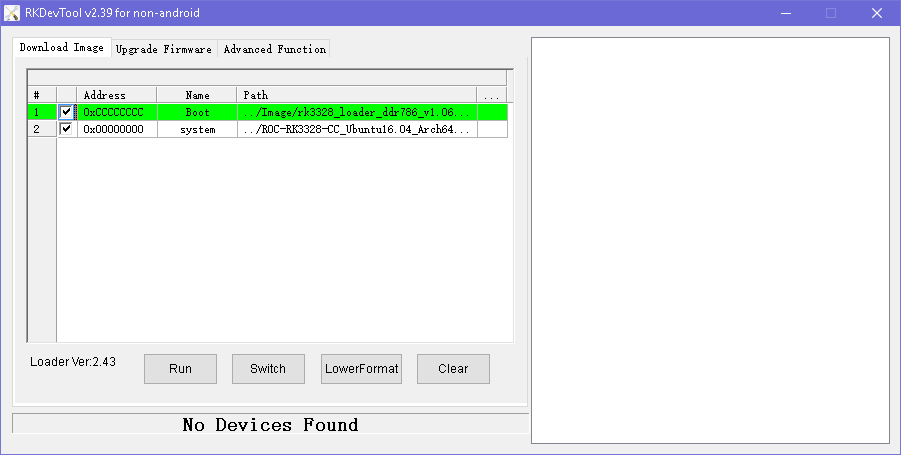 RKDevTool v2.39 for non-android
Download Image Upgrade Firmware Advanced Function
# Address Name Path ...
1 0xCCCCCCCC Boot ../Image/rk3328_loader_ddr786_v1.06...
2 0x00000000 system ../ROC-RK3328-CC_Ubuntu16.04_Arch64...
Loader Ver:2.43 Run Switch LowerFormat Clear
No Devices Found